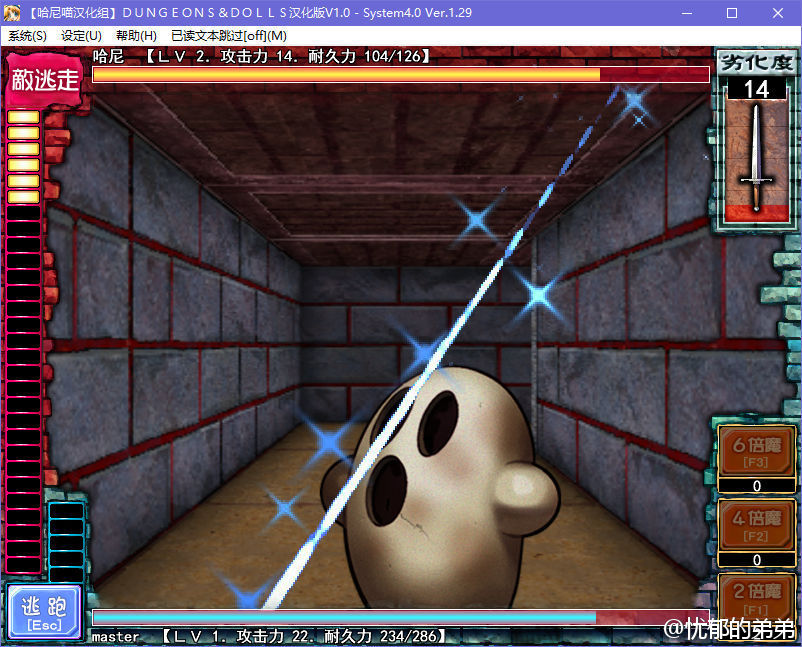 【哈尼喵汉化组】ＤＵＮＧＥＯＮＳ＆ＤＯＬＬＳ汉化版V1.0 - System4.0 Ver.1.29
系统(S) 设定(U) 帮助(H) 已读文本跳过[off](M)
哈尼 【ＬＶ 2．攻击力 14．耐久力 104/126】
敵逃走
劣化度
14
6倍魔
[F3]
0
4倍魔
[F2]
0
2倍魔
[F1]
逃跑
[Esc]
master 【ＬＶ 1．攻击力 22．耐久力 234/286】
@忧郁的弟弟